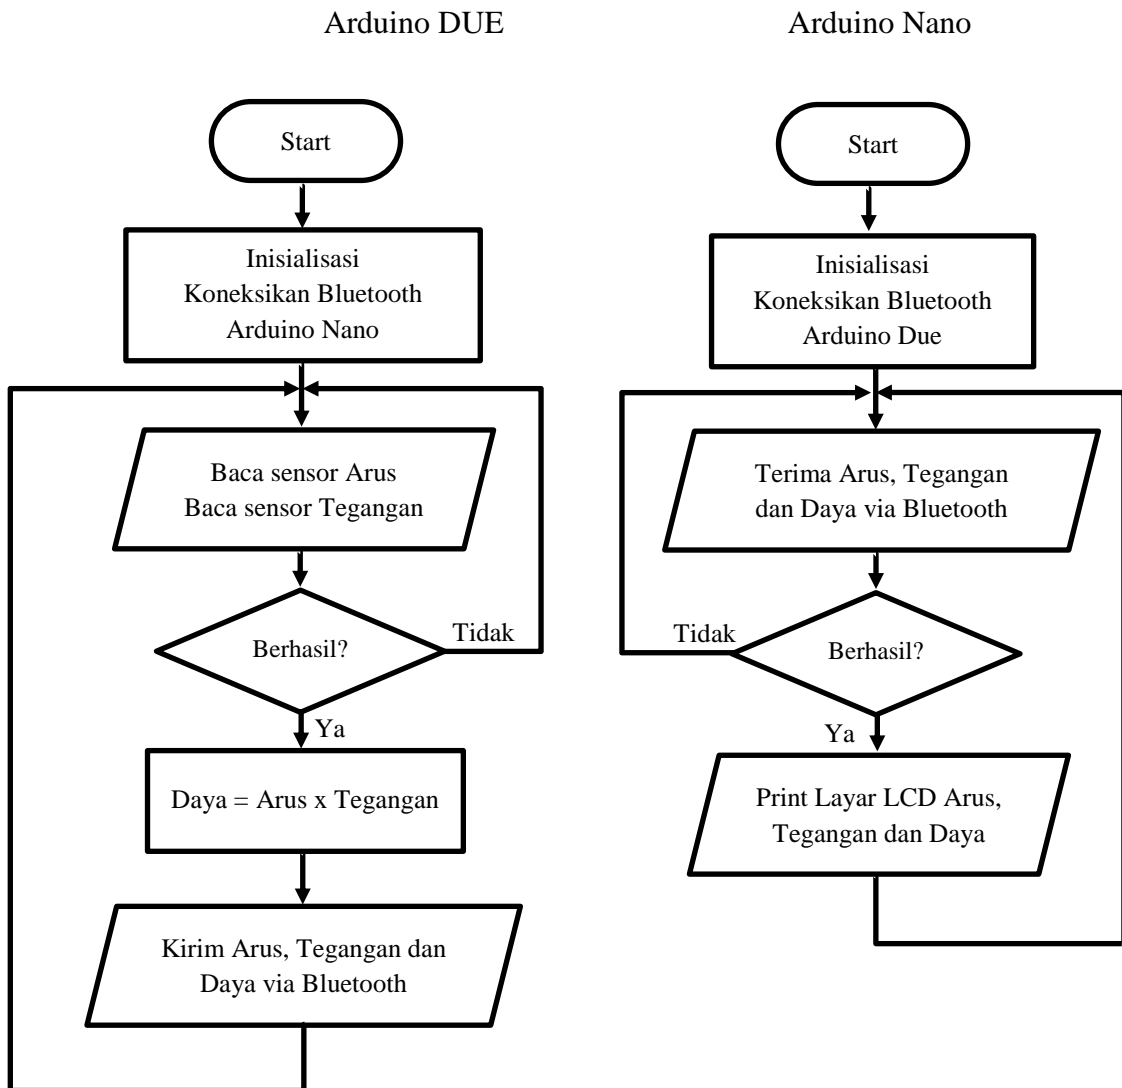 Arduino DUE
Start
Inisialisasi
Koneksikan Bluetooth
Arduino Nano
Baca sensor Arus
Baca sensor Tegangan
Berhasil?
Tidak
Ya
Daya = Arus x Tegangan
Kirim Arus, Tegangan dan
Daya via Bluetooth
Arduino Nano
Start
Inisialisasi
Koneksikan Bluetooth
Arduino Due
Terima Arus, Tegangan
dan Daya via Bluetooth
Tidak
Berhasil?
Ya
Print Layar LCD Arus,
Tegangan dan Daya